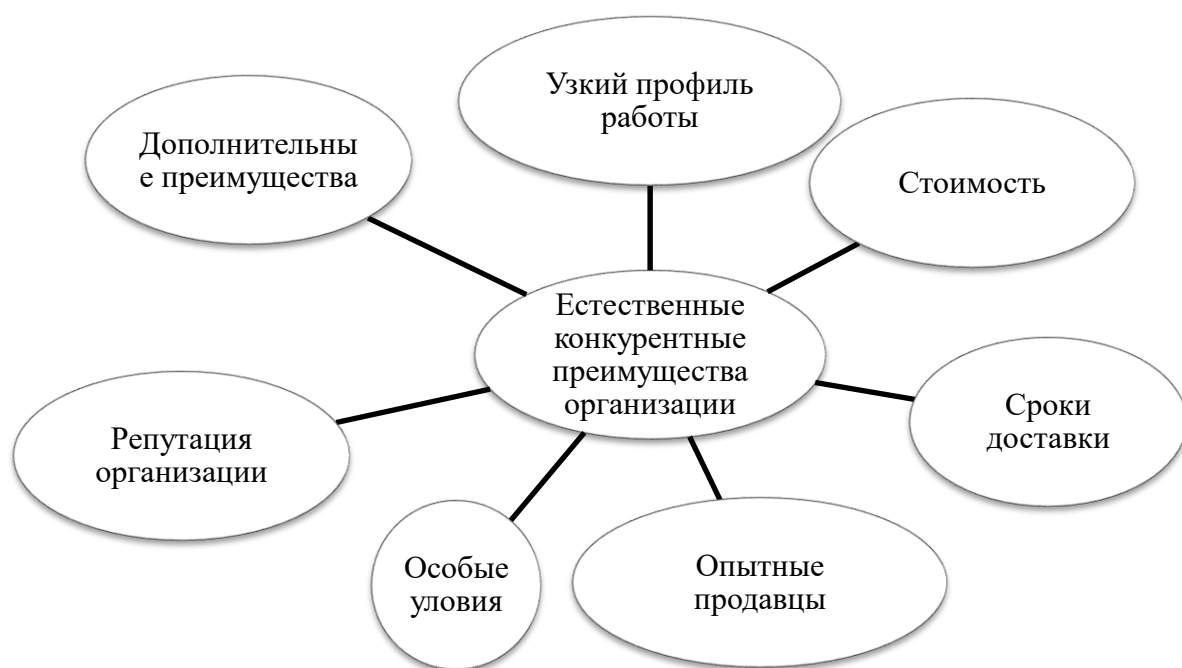 Узкий профиль
работы
Дополнительны
е преимущества
Стоимость
Естественные
конкурентные
преимущества
организации
Сроки
доставки
Репутация
организации
Особые
уловия
Опытные
продавцы